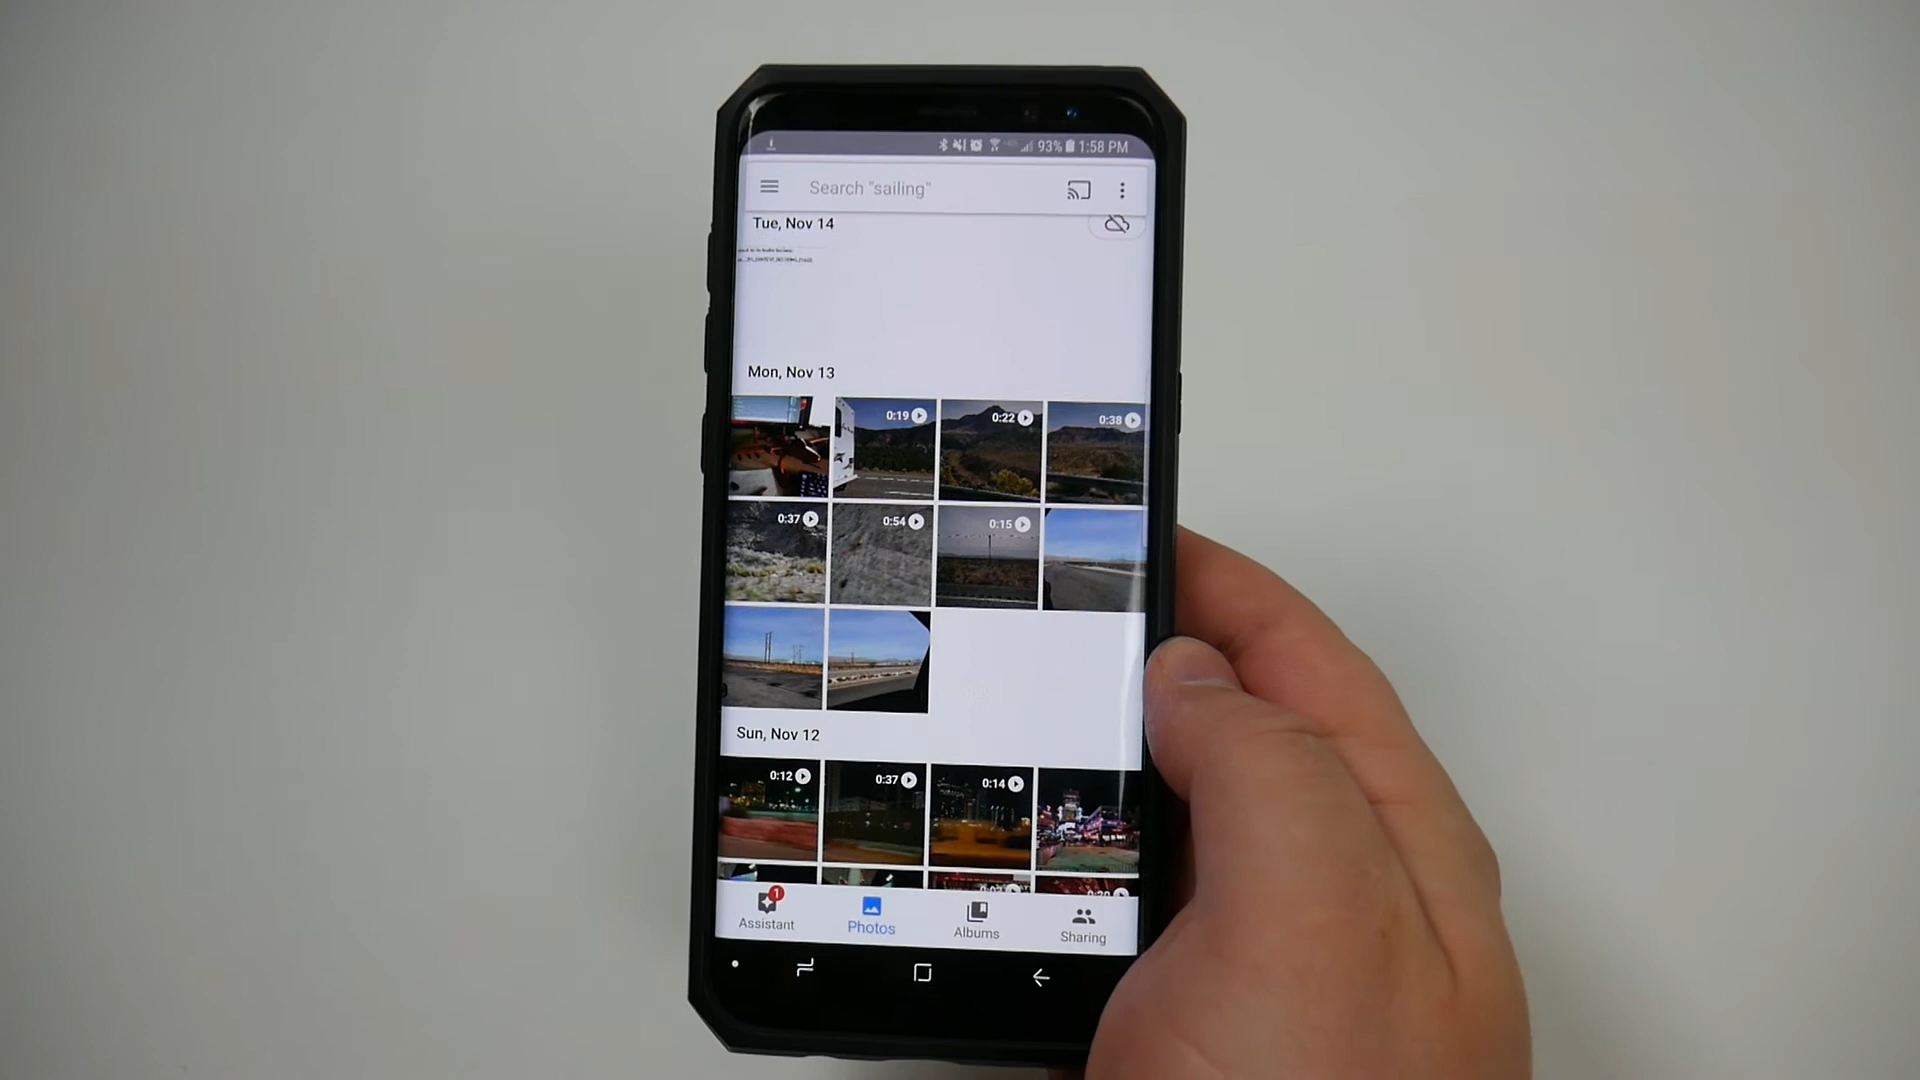 93% 1:58 PM
Search "sailing"
Tue, Nov 14
Mon, Nov 13
0:19 0:22 0:38
0:37 0:54 0:15
Sun, Nov 12
0:12 0:37 0:14
1
Assistant Photos Albums Sharing